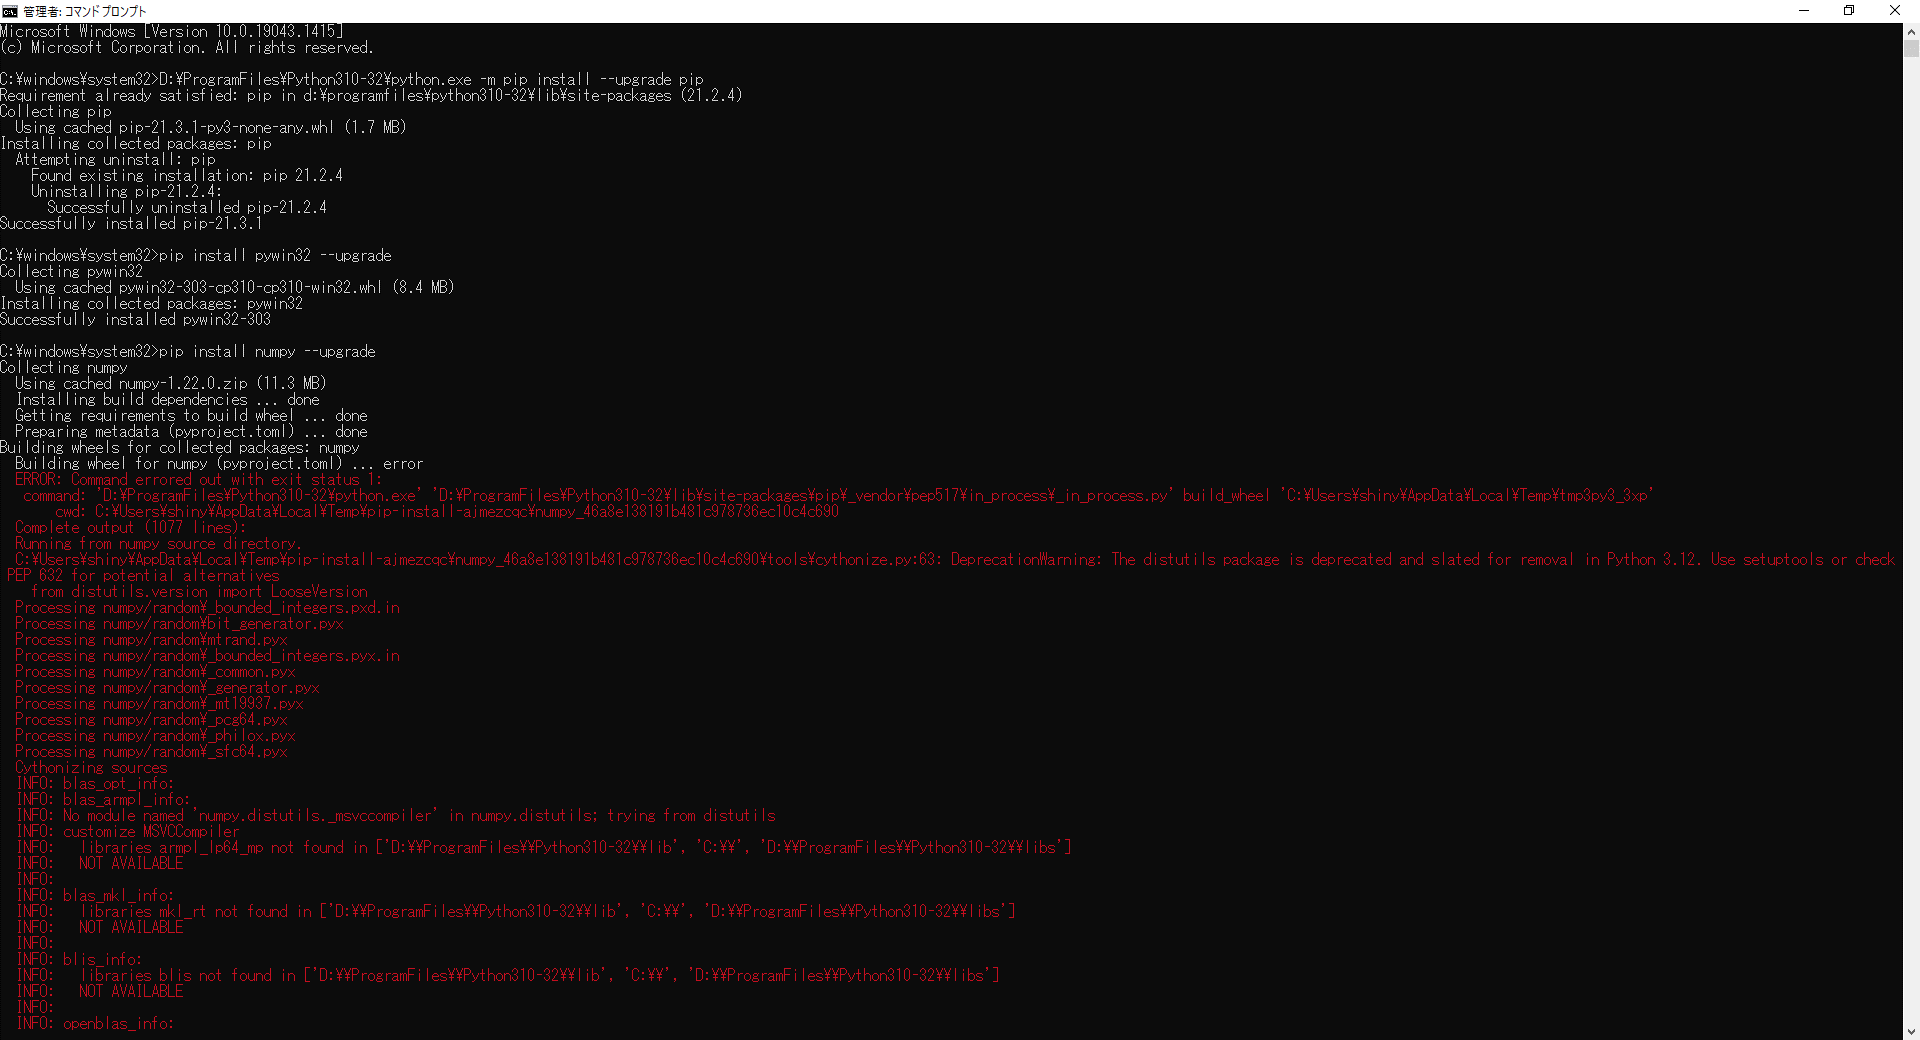 管理者: コマンド プロンプト
Microsoft Windows [Version 10.0.19043.1415]
(c) Microsoft Corporation. All rights reserved.
C:¥windows¥system32>D:¥ProgramFiles¥Python310-32¥python.exe -m pip install --upgrade pip
Requirement already satisfied: pip in d:¥programfiles¥python310-32¥lib¥site-packages (21.2.4)
Collecting pip
Using cached pip-21.3.1-py3-none-any.whl (1.7 MB)
Installing collected packages: pip
Attempting uninstall: pip
Found existing installation: pip 21.2.4
Uninstalling pip-21.2.4:
Successfully uninstalled pip-21.2.4
Successfully installed pip-21.3.1
C:¥windows¥system32>pip install pywin32 --upgrade
Collecting pywin32
Using cached pywin32-303-cp310-cp310-win32.whl (8.4 MB)
Installing collected packages: pywin32
Successfully installed pywin32-303
C:¥windows¥system32>pip install numpy --upgrade
Collecting numpy
Using cached numpy-1.22.0.zip (11.3 MB)
Installing build dependencies ... done
Getting requirements to build wheel ... done
Preparing metadata (pyproject.toml) ... done
Building wheels for collected packages: numpy
Building wheel for numpy (pyproject.toml) ... error
ERROR: Command errored out with exit status 1:
command: 'D:¥ProgramFiles¥Python310-32¥python.exe' 'D:¥ProgramFiles¥Python310-32¥lib¥site-packages¥pip¥_vendor¥pep517¥in_process¥_in_process.py' build_wheel 'C:¥Users¥shiny¥AppData¥Local¥Temp¥tmp3py3_3xp'
cwd: C:¥Users¥shiny¥AppData¥Local¥Temp¥pip-install-ajmezcqc¥numpy_46a8e138191b481c978736ec10c4c690
Complete output (1077 lines):
Running from numpy source directory.
C:¥Users¥shiny¥AppData¥Local¥Temp¥pip-install-ajmezcqc¥numpy_46a8e138191b481c978736ec10c4c690¥tools¥cythonize.py:63: DeprecationWarning: The distutils package is deprecated and slated for removal in Python 3.12. Use setuptools or check
PEP 632 for potential alternatives
from distutils.version import LooseVersion
Processing numpy/random¥_bounded_integers.pxd.in
Processing numpy/random¥bit_generator.pyx
Processing numpy/random¥mtrand.pyx
Processing numpy/random¥_bounded_integers.pyx.in
Processing numpy/random¥_common.pyx
Processing numpy/random¥_generator.pyx
Processing numpy/random¥_mt19937.pyx
Processing numpy/random¥_pcg64.pyx
Processing numpy/random¥_philox.pyx
Processing numpy/random¥_sfc64.pyx
Cythonizing sources
INFO: blas_opt_info:
INFO: blas_armpl_info:
INFO: No module named 'numpy.distutils._msvccompiler' in numpy.distutils; trying from distutils
INFO: customize MSVCCompiler
INFO:   libraries armpl_lp64_mp not found in ['D:¥¥ProgramFiles¥¥Python310-32¥¥lib', 'C:¥¥', 'D:¥¥ProgramFiles¥¥Python310-32¥¥libs']
INFO:   NOT AVAILABLE
INFO:
INFO: blas_mkl_info:
INFO:   libraries mkl_rt not found in ['D:¥¥ProgramFiles¥¥Python310-32¥¥lib', 'C:¥¥', 'D:¥¥ProgramFiles¥¥Python310-32¥¥libs']
INFO:   NOT AVAILABLE
INFO:
INFO: blis_info:
INFO:   libraries blis not found in ['D:¥¥ProgramFiles¥¥Python310-32¥¥lib', 'C:¥¥', 'D:¥¥ProgramFiles¥¥Python310-32¥¥libs']
INFO:   NOT AVAILABLE
INFO:
INFO: openblas_info: